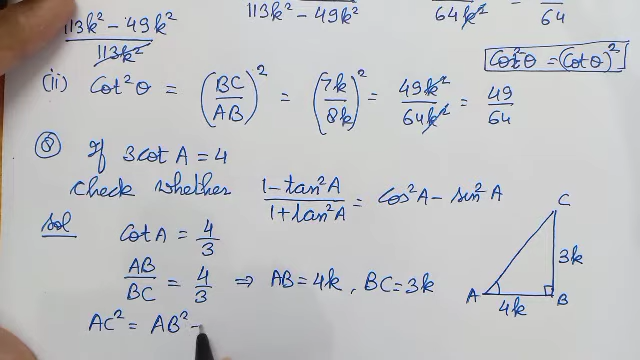 113k² - 49k² / 113k²
113k² - 49k²
64k²
64
Cot²θ = (Cotθ)²
(ii) Cot²θ = (BC/AB)² = (7k/8k)² = 49k²/64k² = 49/64
⑧ If 3cot A = 4
check whether 1-tan²A/1+tan²A = cos²A - sin²A
Sol
Cot A = 4/3
AB/BC = 4/3 ⇒ AB = 4k, BC = 3k
AC² = AB² -
C
3k
A
B
4k